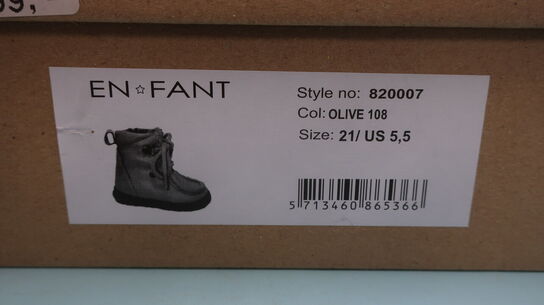 EN☆FANT
Style no: 820007
Col: OLIVE 108
Size: 21/ US 5,5
5 713460 865366